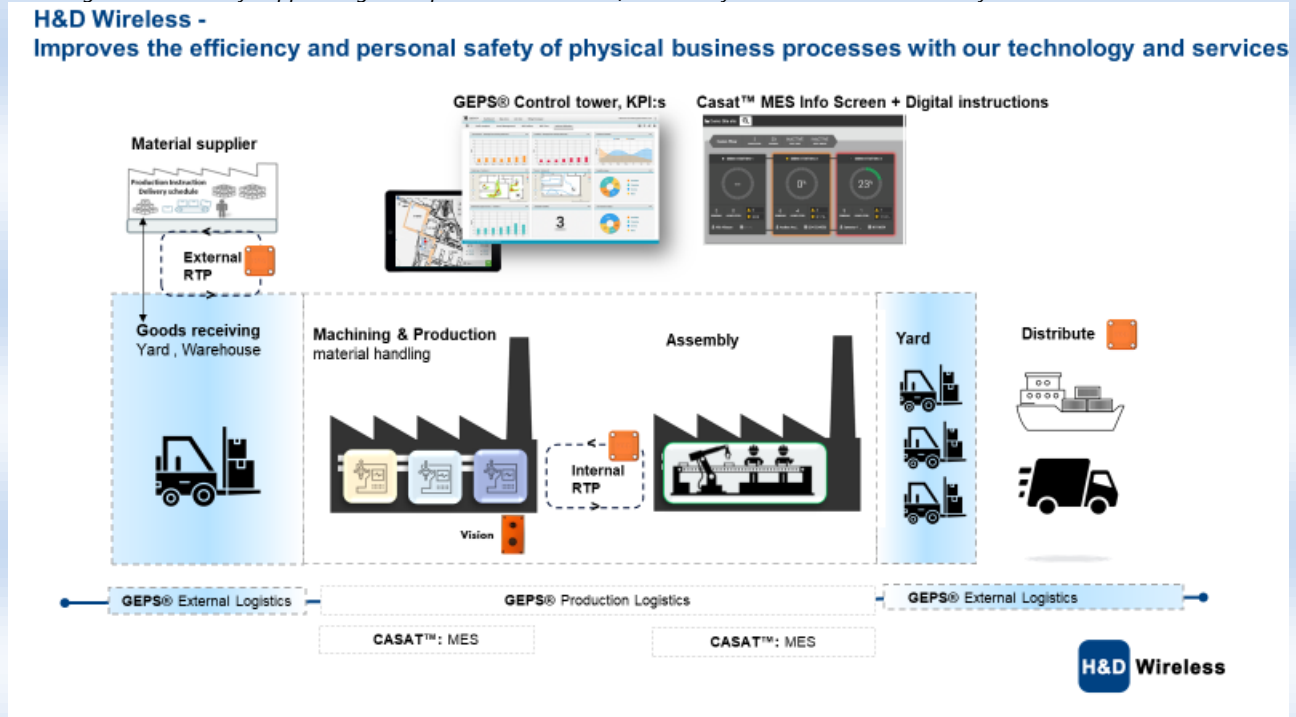 H&D Wireless -
Improves the efficiency and personal safety of physical business processes with our technology and services
GEPS® Control tower, KPI:s
Casat™ MES Info Screen + Digital instructions
Material supplier
Production Instruction
Delivery schedule
3
0%
23%
External
RTP
Goods receiving
Yard , Warehouse
Machining & Production
material handling
Assembly
Yard
Distribute
Internal
RTP
Vision
GEPS® External Logistics
GEPS® Production Logistics
GEPS® External Logistics
CASAT™: MES
CASAT™: MES
H&D Wireless